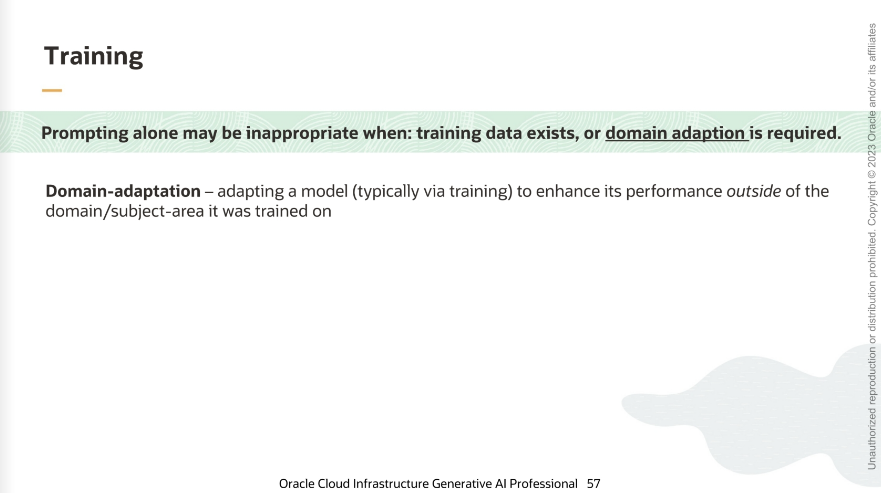 Training
Prompting alone may be inappropriate when: training data exists, or domain adaption is required.
Domain-adaptation – adapting a model (typically via training) to enhance its performance outside of the
domain/subject-area it was trained on
Oracle Cloud Infrastructure Generative AI Professional 57
Unauthorized reproduction or distribution prohibited. Copyright © 2023 Oracle and/or its affiliates